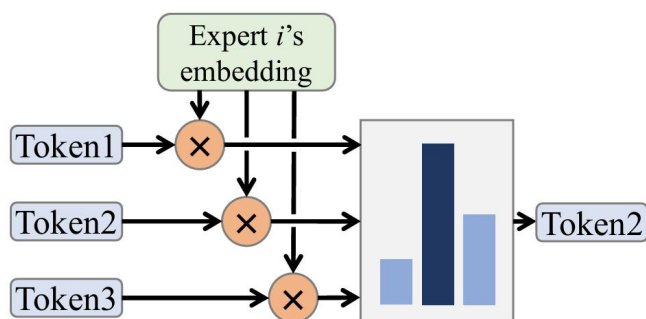 Expert i's
embedding
Token1
×
Token2
×
Token2
Token3
×